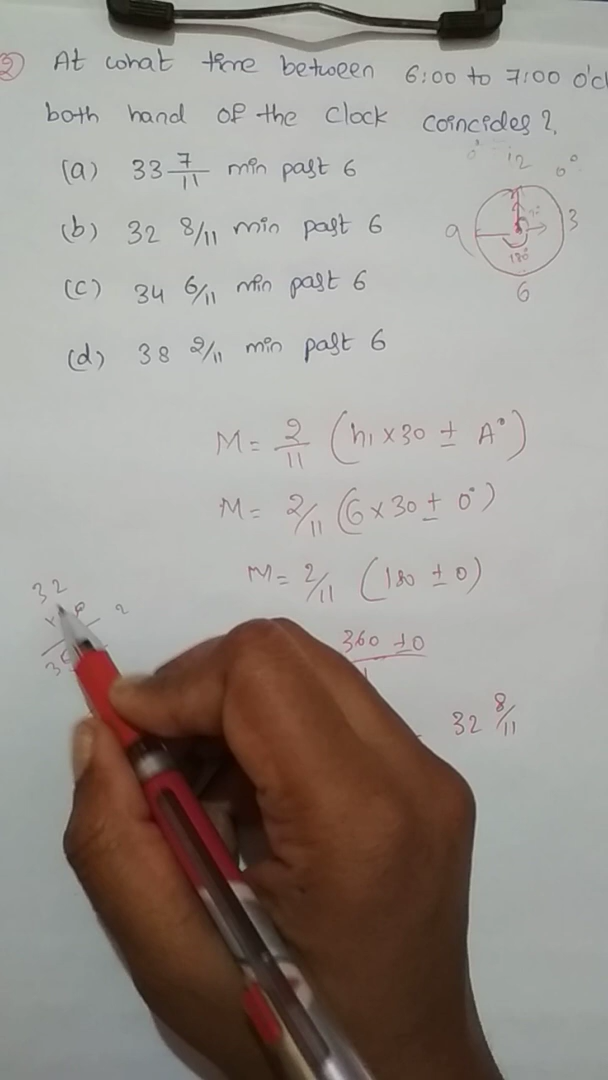 2 At what time between 6:00 to 7:00 o'cl
both hand of the clock coincides?
(a) 33 7/11 min past 6
(b) 32 8/11 min past 6
(c) 34 6/11 min past 6
(d) 38 2/11 min past 6
12
0°
9
3
180°
6
M = 2/11 (h1 × 30 ± A°)
M = 2/11 (6 × 30 ± 0°)
M = 2/11 (180 ± 0)
32
2
360 ± 0
32 8/11